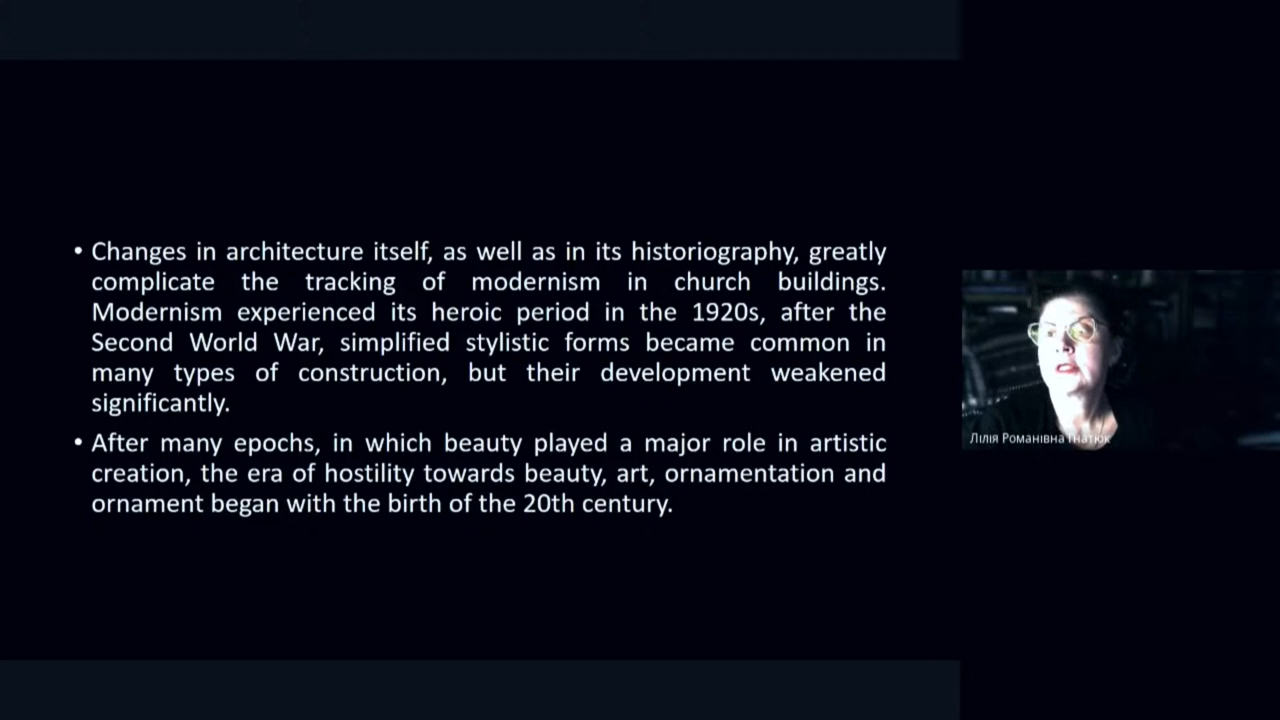 • Changes in architecture itself, as well as in its historiography, greatly
complicate the tracking of modernism in church buildings.
Modernism experienced its heroic period in the 1920s, after the
Second World War, simplified stylistic forms became common in
many types of construction, but their development weakened
significantly.
• After many epochs, in which beauty played a major role in artistic
creation, the era of hostility towards beauty, art, ornamentation and
ornament began with the birth of the 20th century.
Лілія Романівна Гнатюк